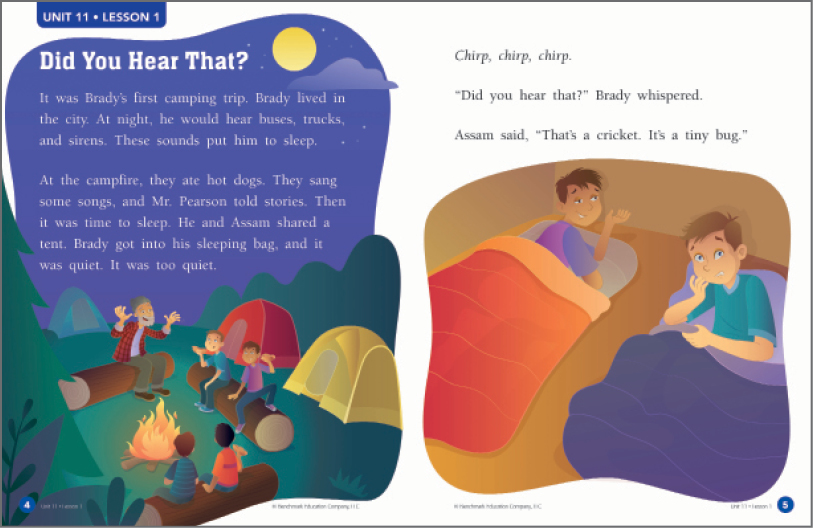 UNIT 11 • LESSON 1
Did You Hear That?
It was Brady's first camping trip. Brady lived in
the city. At night, he would hear buses, trucks,
and sirens. These sounds put him to sleep.
At the campfire, they ate hot dogs. They sang
some songs, and Mr. Pearson told stories. Then
it was time to sleep. He and Assam shared a
tent. Brady got into his sleeping bag, and it
was quiet. It was too quiet.
4 Unit 11 • Lesson 1
© Benchmark Education Company, LLC
Chirp, chirp, chirp.
“Did you hear that?” Brady whispered.
Assam said, “That's a cricket. It's a tiny bug.”
© Benchmark Education Company, LLC
Unit 11 • Lesson 1 5